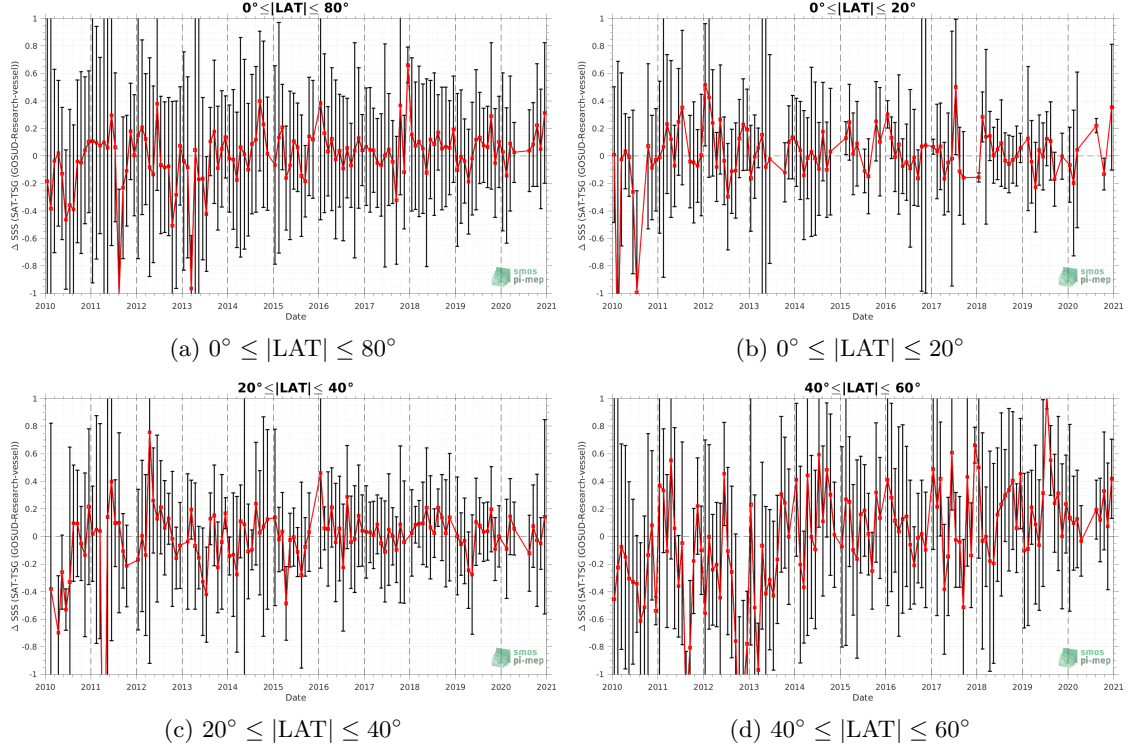 0°≤|LAT|≤ 80°
Δ SSS (SAT-TSG (GOSUD-Research-vessel))
1
0.8
0.6
0.4
0.2
0
-0.2
-0.4
-0.6
-0.8
-1
2010 2011 2012 2013 2014 2015 2016 2017 2018 2019 2020 2021
Date
smos
pi-mep
(a) 0° ≤ |LAT| ≤ 80°
0°≤|LAT|≤ 20°
Δ SSS (SAT-TSG (GOSUD-Research-vessel))
1
0.8
0.6
0.4
0.2
0
-0.2
-0.4
-0.6
-0.8
-1
2010 2011 2012 2013 2014 2015 2016 2017 2018 2019 2020 2021
Date
smos
pi-mep
(b) 0° ≤ |LAT| ≤ 20°
20°≤|LAT|≤ 40°
Δ SSS (SAT-TSG (GOSUD-Research-vessel))
1
0.8
0.6
0.4
0.2
0
-0.2
-0.4
-0.6
-0.8
-1
2010 2011 2012 2013 2014 2015 2016 2017 2018 2019 2020 2021
Date
smos
pi-mep
(c) 20° ≤ |LAT| ≤ 40°
40°≤|LAT|≤ 60°
Δ SSS (SAT-TSG (GOSUD-Research-vessel))
1
0.8
0.6
0.4
0.2
0
-0.2
-0.4
-0.6
-0.8
-1
2010 2011 2012 2013 2014 2015 2016 2017 2018 2019 2020 2021
Date
smos
pi-mep
(d) 40° ≤ |LAT| ≤ 60°